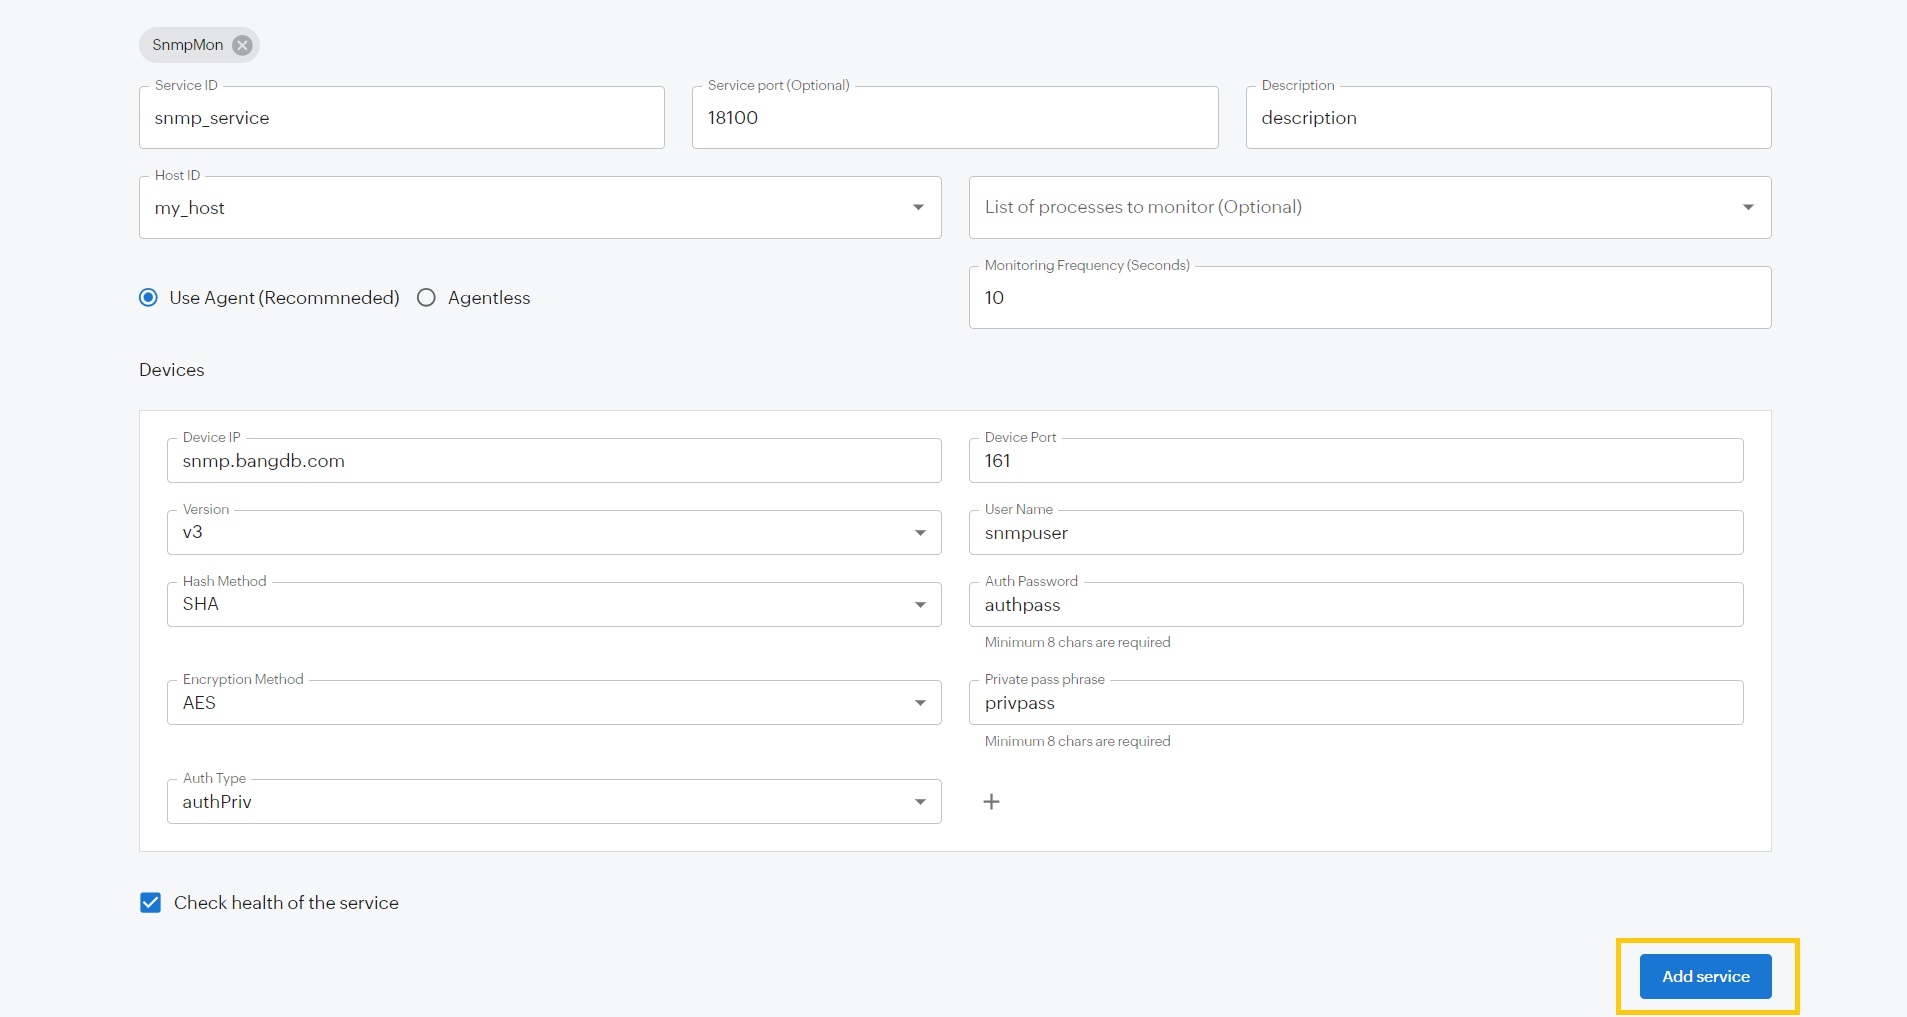 SnmpMon
Service ID
snmp_service
Service port (Optional)
18100
Description
description
Host ID
my_host
List of processes to monitor (Optional)
Use Agent (Recommneded)
Agentless
Monitoring Frequency (Seconds)
10
Devices
Device IP
snmp.bangdb.com
Device Port
161
Version
v3
User Name
snmpuser
Hash Method
SHA
Auth Password
authpass
Minimum 8 chars are required
Encryption Method
AES
Private pass phrase
privpass
Minimum 8 chars are required
Auth Type
authPriv
Check health of the service
Add service